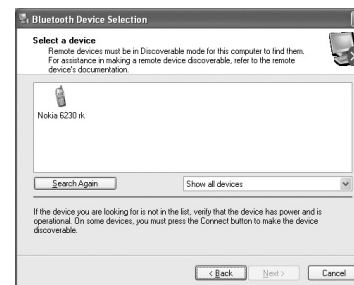 Bluetooth Device Selection
Select a device
Remote devices must be in Discoverable mode for this computer to find them.
For assistance in making a remote device discoverable, refer to the remote
device's documentation.
Nokia 6230 rk
Search Again
Show all devices
If the device you are looking for is not in the list, verify that the device has power and is
operational. On some devices, you must press the Connect button to make the device
discoverable.
< Back
Next >
Cancel